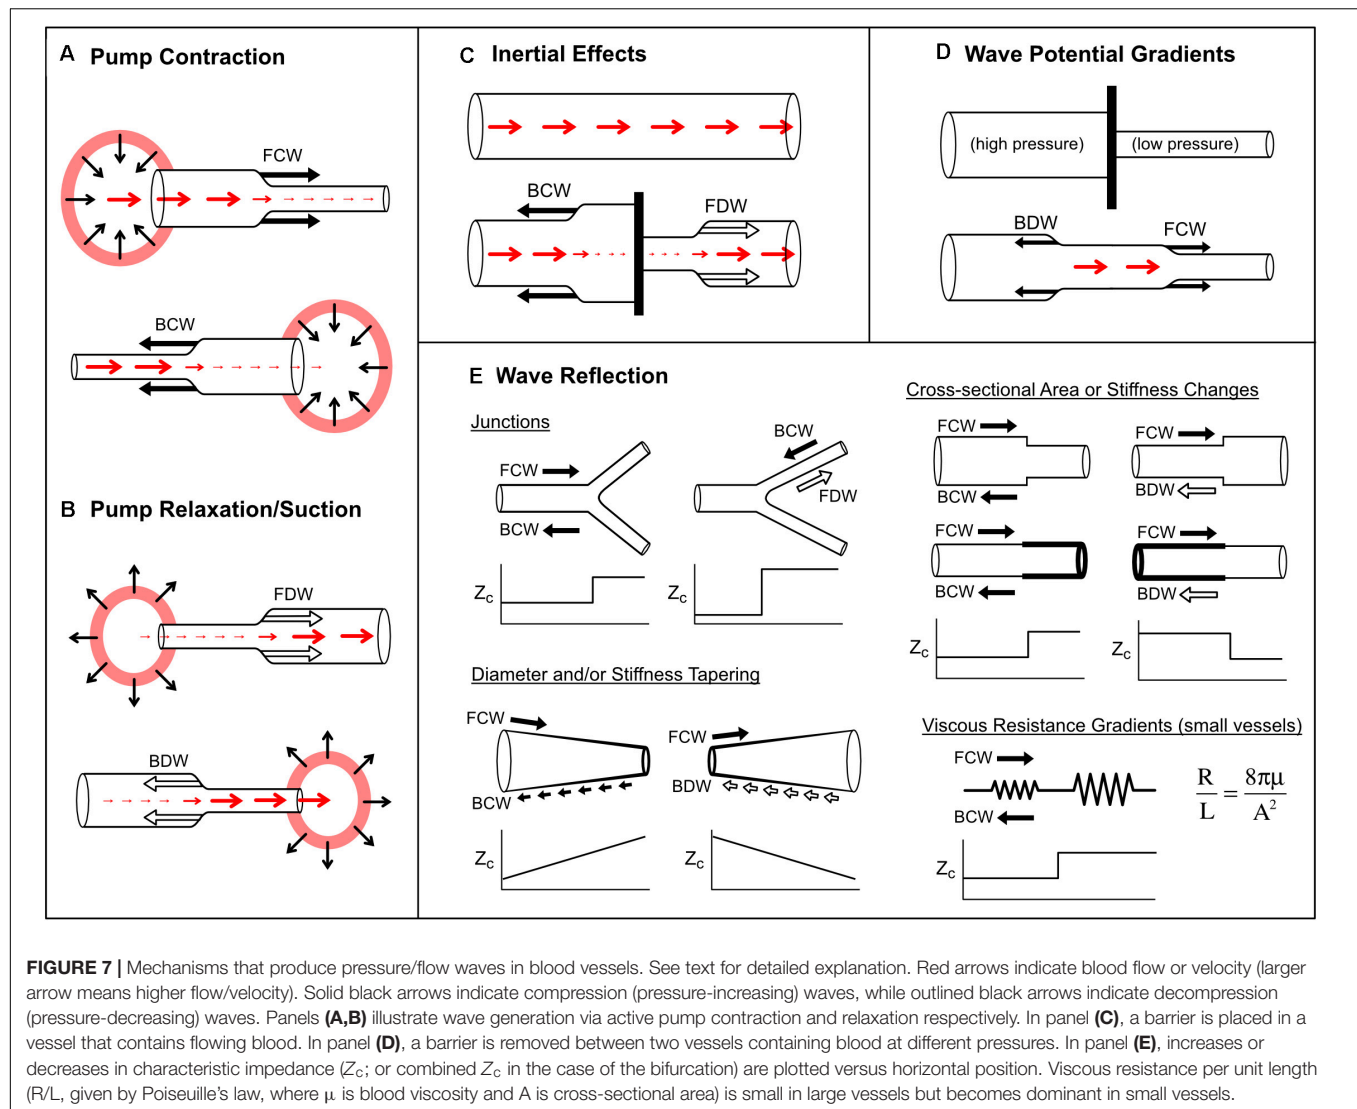 A Pump Contraction
FCW
BCW
B Pump Relaxation/Suction
FDW
BDW
C Inertial Effects
BCW
FDW
D Wave Potential Gradients
(high pressure)
(low pressure)
BDW
FCW
E Wave Reflection
Junctions
FCW
BCW
BCW
FDW
Zc
Zc
Diameter and/or Stiffness Tapering
FCW
BCW
FCW
BDW
Zc
Zc
Cross-sectional Area or Stiffness Changes
FCW
BCW
FCW
BDW
FCW
BCW
FCW
BDW
Zc
Zc
Viscous Resistance Gradients (small vessels)
FCW
BCW
R/L = 8πμ/A²
Zc
FIGURE 7 | Mechanisms that produce pressure/flow waves in blood vessels. See text for detailed explanation. Red arrows indicate blood flow or velocity (larger
arrow means higher flow/velocity). Solid black arrows indicate compression (pressure-increasing) waves, while outlined black arrows indicate decompression
(pressure-decreasing) waves. Panels (A,B) illustrate wave generation via active pump contraction and relaxation respectively. In panel (C), a barrier is placed in a
vessel that contains flowing blood. In panel (D), a barrier is removed between two vessels containing blood at different pressures. In panel (E), increases or
decreases in characteristic impedance (Zc; or combined Zc in the case of the bifurcation) are plotted versus horizontal position. Viscous resistance per unit length
(R/L, given by Poiseuille's law, where μ is blood viscosity and A is cross-sectional area) is small in large vessels but becomes dominant in small vessels.